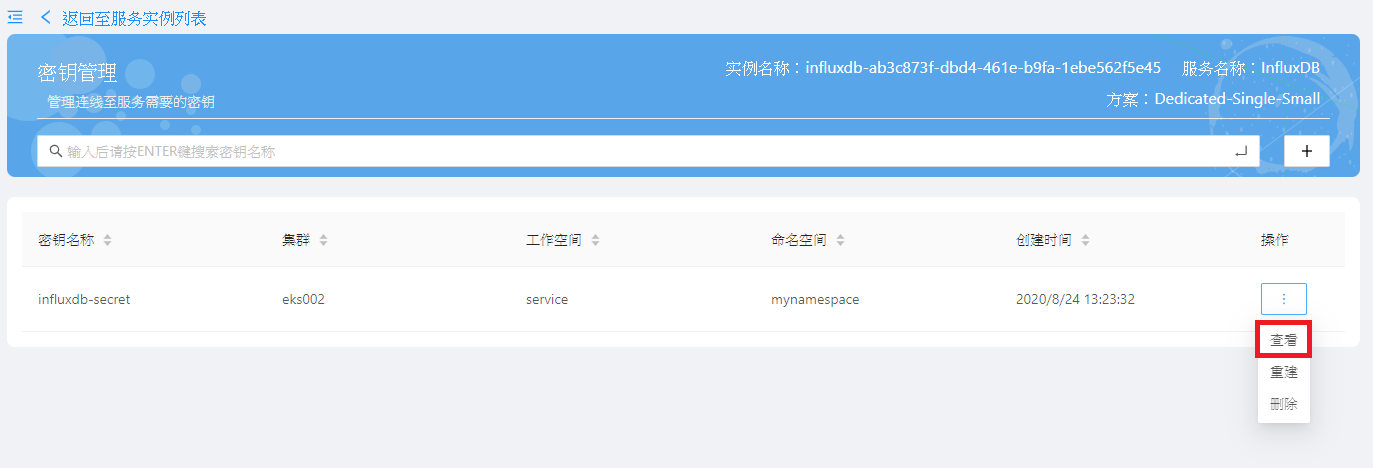 返回至服务实例列表
密钥管理
实例名称：influxdb-ab3c873f-dbd4-461e-b9fa-1ebe562f5e45 服务名称：InfluxDB
管理连线至服务需要的密钥
方案：Dedicated-Single-Small
输入后请按ENTER键搜索密钥名称
密钥名称 集群 工作空间 命名空间 创建时间 操作
influxdb-secret eks002 service mynamespace 2020/8/24 13:23:32
查看
重建
删除